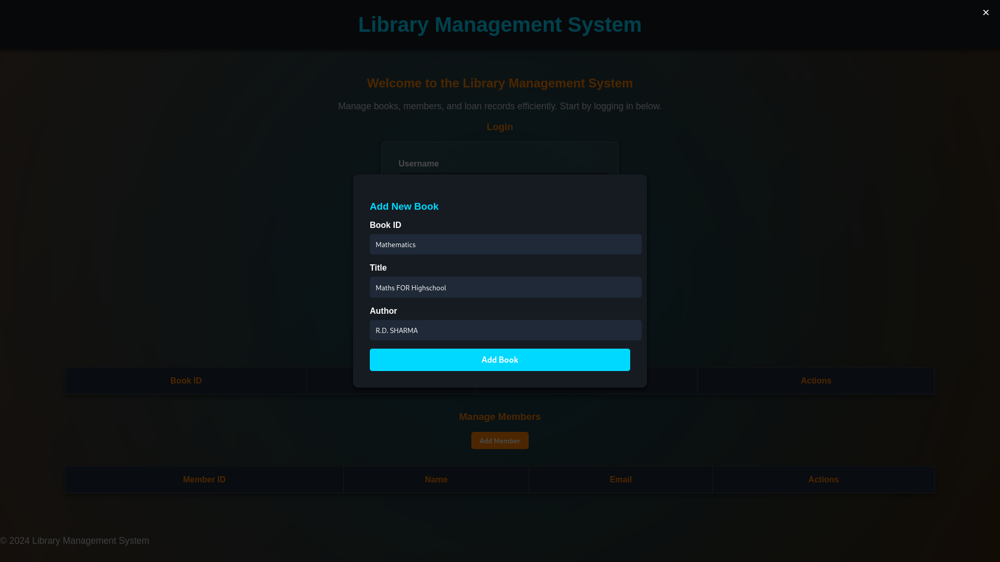 ×
Library Management System
Welcome to the Library Management System
Manage books, members, and loan records efficiently. Start by logging in below.
Login
Username
Add New Book
Book ID
Mathematics
Title
Maths FOR Highschool
Author
R.D. SHARMA
Add Book
Book ID Actions
Manage Members
Add Member
Member ID Name Email Actions
© 2024 Library Management System